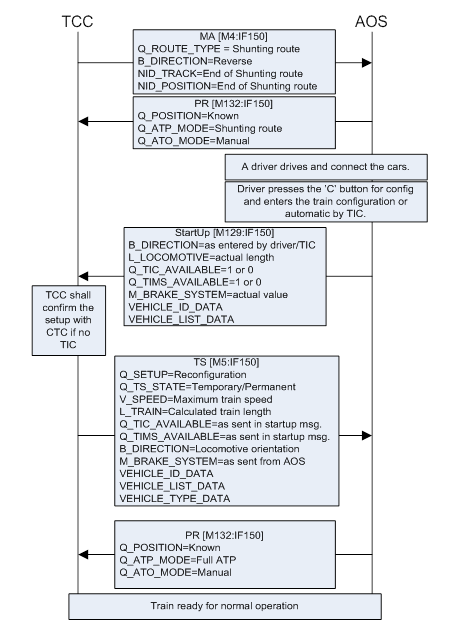 TCC
AOS
MA [M4:IF150]
Q_ROUTE_TYPE = Shunting route
B_DIRECTION=Reverse
NID_TRACK=End of Shunting route
NID_POSITION=End of Shunting route
PR [M132:IF150]
Q_POSITION=Known
Q_ATP_MODE=Shunting route
Q_ATO_MODE=Manual
A driver drives and connect the cars.
Driver presses the 'C' button for config
and enters the train configuration or
automatic by TIC.
StartUp [M129:IF150]
B_DIRECTION=as entered by driver/TIC
L_LOCOMOTIVE=actual length
Q_TIC_AVAILABLE=1 or 0
Q_TIMS_AVAILABLE=1 or 0
M_BRAKE_SYSTEM=actual value
VEHICLE_ID_DATA
VEHICLE_LIST_DATA
TCC shall
confirm the
setup with
CTC if no
TIC
TS [M5:IF150]
Q_SETUP=Reconfiguration
Q_TS_STATE=Temporary/Permanent
V_SPEED=Maximum train speed
L_TRAIN=Calculated train length
Q_TIC_AVAILABLE=as sent in startup msg.
Q_TIMS_AVAILABLE=as sent in startup msg.
B_DIRECTION=Locomotive orientation
M_BRAKE_SYSTEM=as sent from AOS
VEHICLE_ID_DATA
VEHICLE_LIST_DATA
VEHICLE_TYPE_DATA
PR [M132:IF150]
Q_POSITION=Known
Q_ATP_MODE=Full ATP
Q_ATO_MODE=Manual
Train ready for normal operation